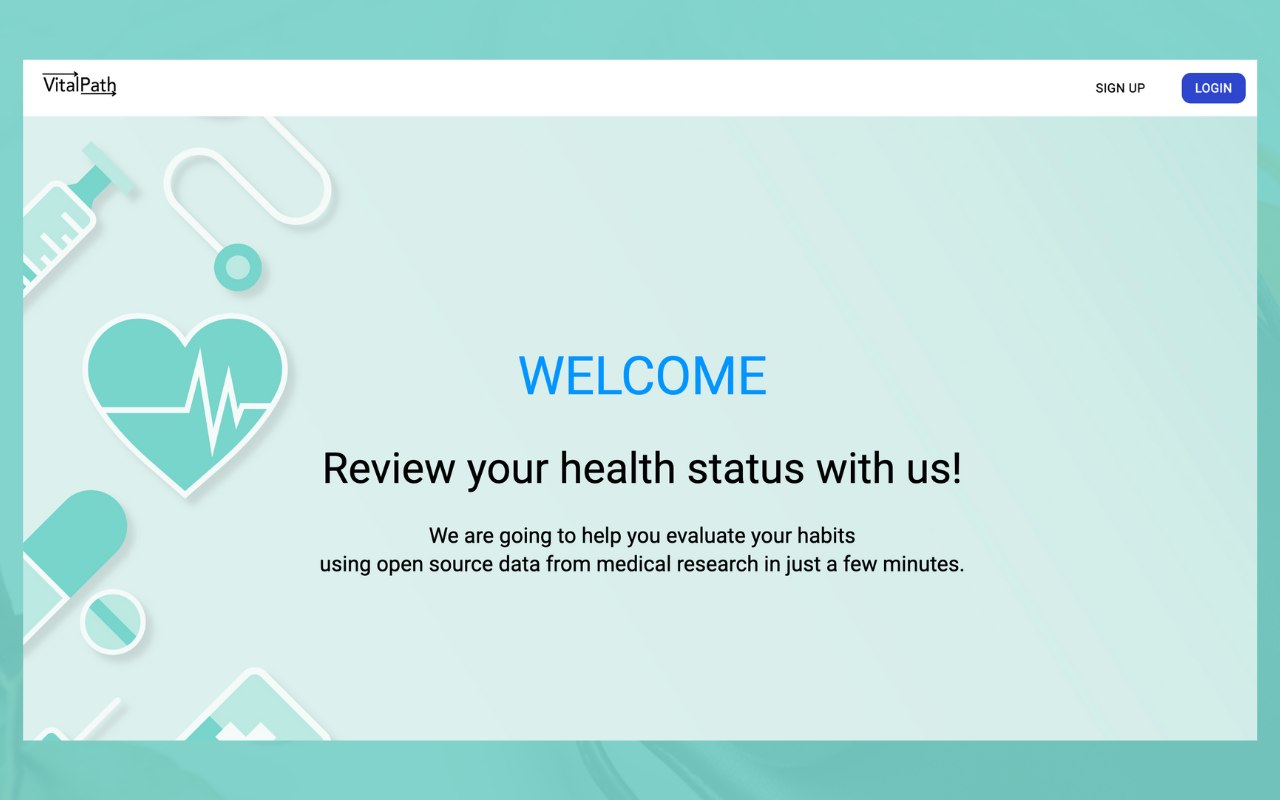 VitalPath
SIGN UP
LOGIN
WELCOME
Review your health status with us!
We are going to help you evaluate your habits
using open source data from medical research in just a few minutes.